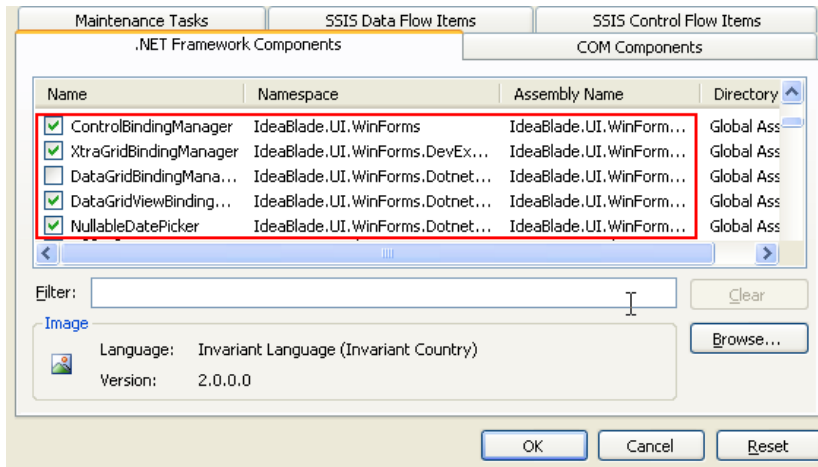 Maintenance Tasks SSIS Data Flow Items SSIS Control Flow Items
.NET Framework Components COM Components
Name Namespace Assembly Name Directory
ControlBindingManager IdeaBlade.UI.WinForms IdeaBlade.UI.WinForm... Global Ass
XtraGridBindingManager IdeaBlade.UI.WinForms.DevEx... IdeaBlade.UI.WinForm... Global Ass
DataGridBindingMana... IdeaBlade.UI.WinForms.Dotnet... IdeaBlade.UI.WinForm... Global Ass
DataGridViewBinding... IdeaBlade.UI.WinForms.Dotnet... IdeaBlade.UI.WinForm... Global Ass
NullableDatePicker IdeaBlade.UI.WinForms.Dotnet... IdeaBlade.UI.WinForm... Global Ass
Filter: Clear
Image
Language: Invariant Language (Invariant Country) Browse...
Version: 2.0.0.0
OK Cancel Reset